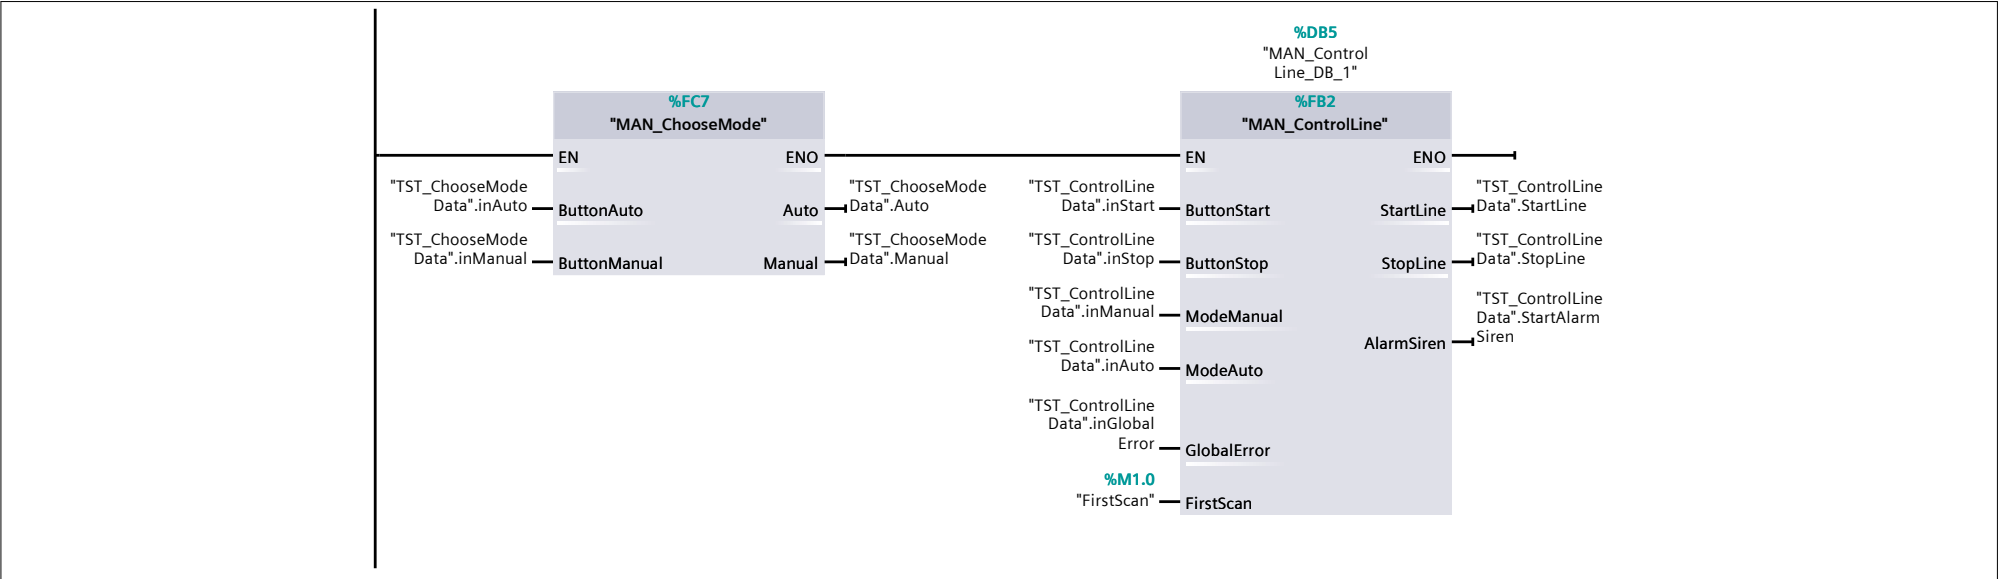 %DB5
"MAN_Control
Line_DB_1"
%FC7
"MAN_ChooseMode"
EN
ENO
"TST_ChooseMode
Data".inAuto
ButtonAuto
Auto
"TST_ChooseMode
Data".Auto
"TST_ChooseMode
Data".inManual
ButtonManual
Manual
"TST_ChooseMode
Data".Manual
%FB2
"MAN_ControlLine"
EN
ENO
"TST_ControlLine
Data".inStart
ButtonStart
StartLine
"TST_ControlLine
Data".StartLine
"TST_ControlLine
Data".inStop
ButtonStop
StopLine
"TST_ControlLine
Data".StopLine
"TST_ControlLine
Data".inManual
ModeManual
AlarmSiren
"TST_ControlLine
Data".StartAlarm
Siren
"TST_ControlLine
Data".inAuto
ModeAuto
"TST_ControlLine
Data".inGlobal
Error
GlobalError
%M1.0
"FirstScan"
FirstScan